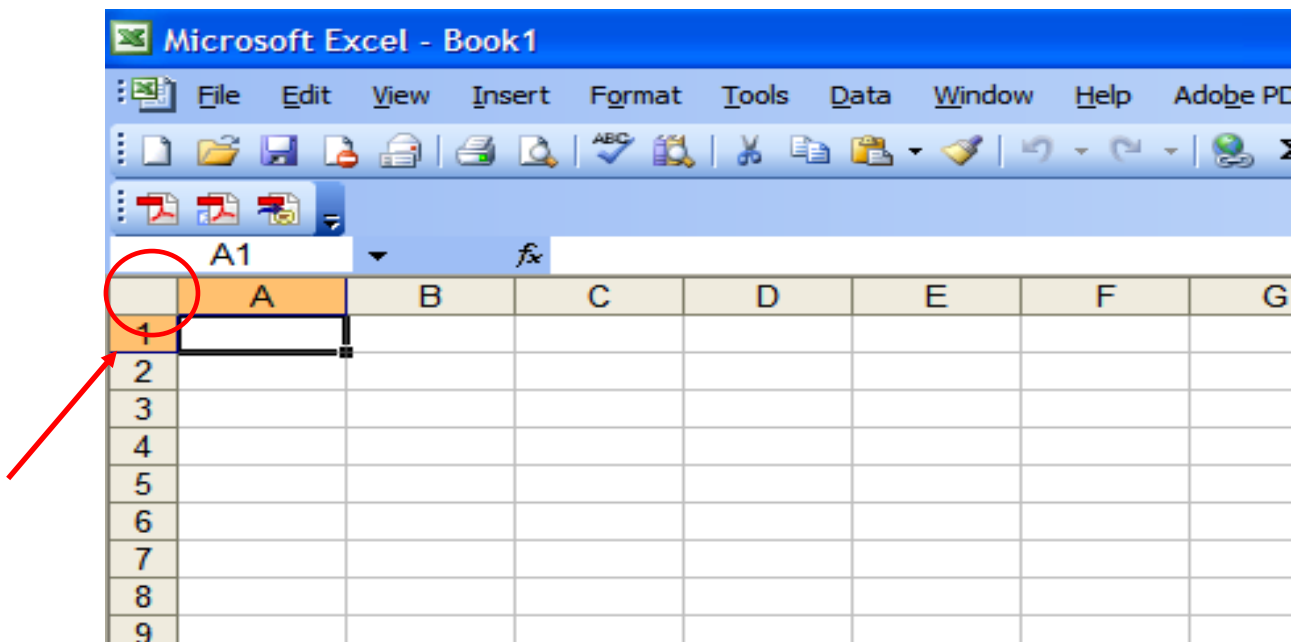 Microsoft Excel - Book1
File Edit View Insert Format Tools Data Window Help Adobe PD
ABC Σ
A1 fx
A B C D E F G
1
2
3
4
5
6
7
8
9